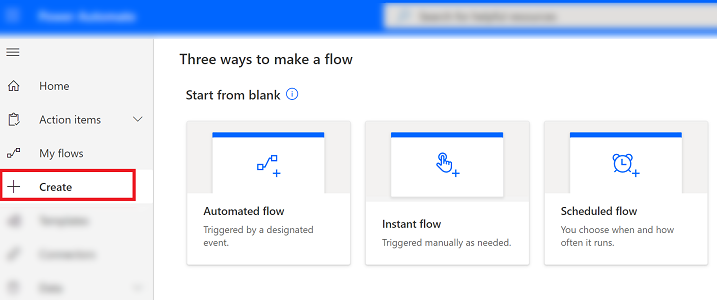 Power Automate
Search for helpful resources
Three ways to make a flow
Home
Start from blank
Action items
My flows
Create
Automated flow
Triggered by a designated
event.
Instant flow
Triggered manually as needed.
Scheduled flow
You choose when and how
often it runs.
Templates
Connectors
Data